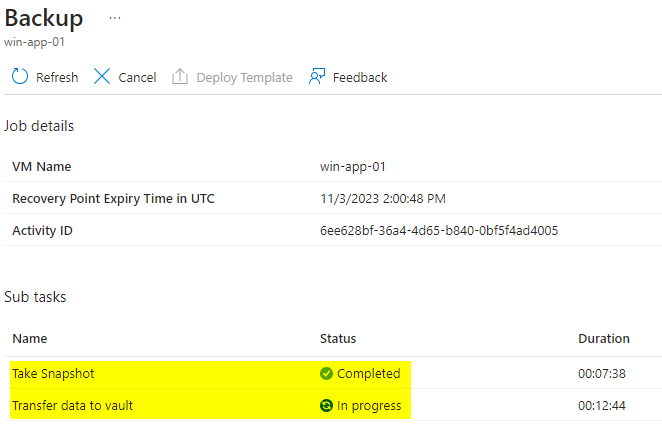 Backup ...
win-app-01
Refresh Cancel Deploy Template Feedback
Job details
VM Name win-app-01
Recovery Point Expiry Time in UTC 11/3/2023 2:00:48 PM
Activity ID 6ee628bf-36a4-4d65-b840-0bf5f4ad4005
Sub tasks
Name Status Duration
Take Snapshot Completed 00:07:38
Transfer data to vault In progress 00:12:44